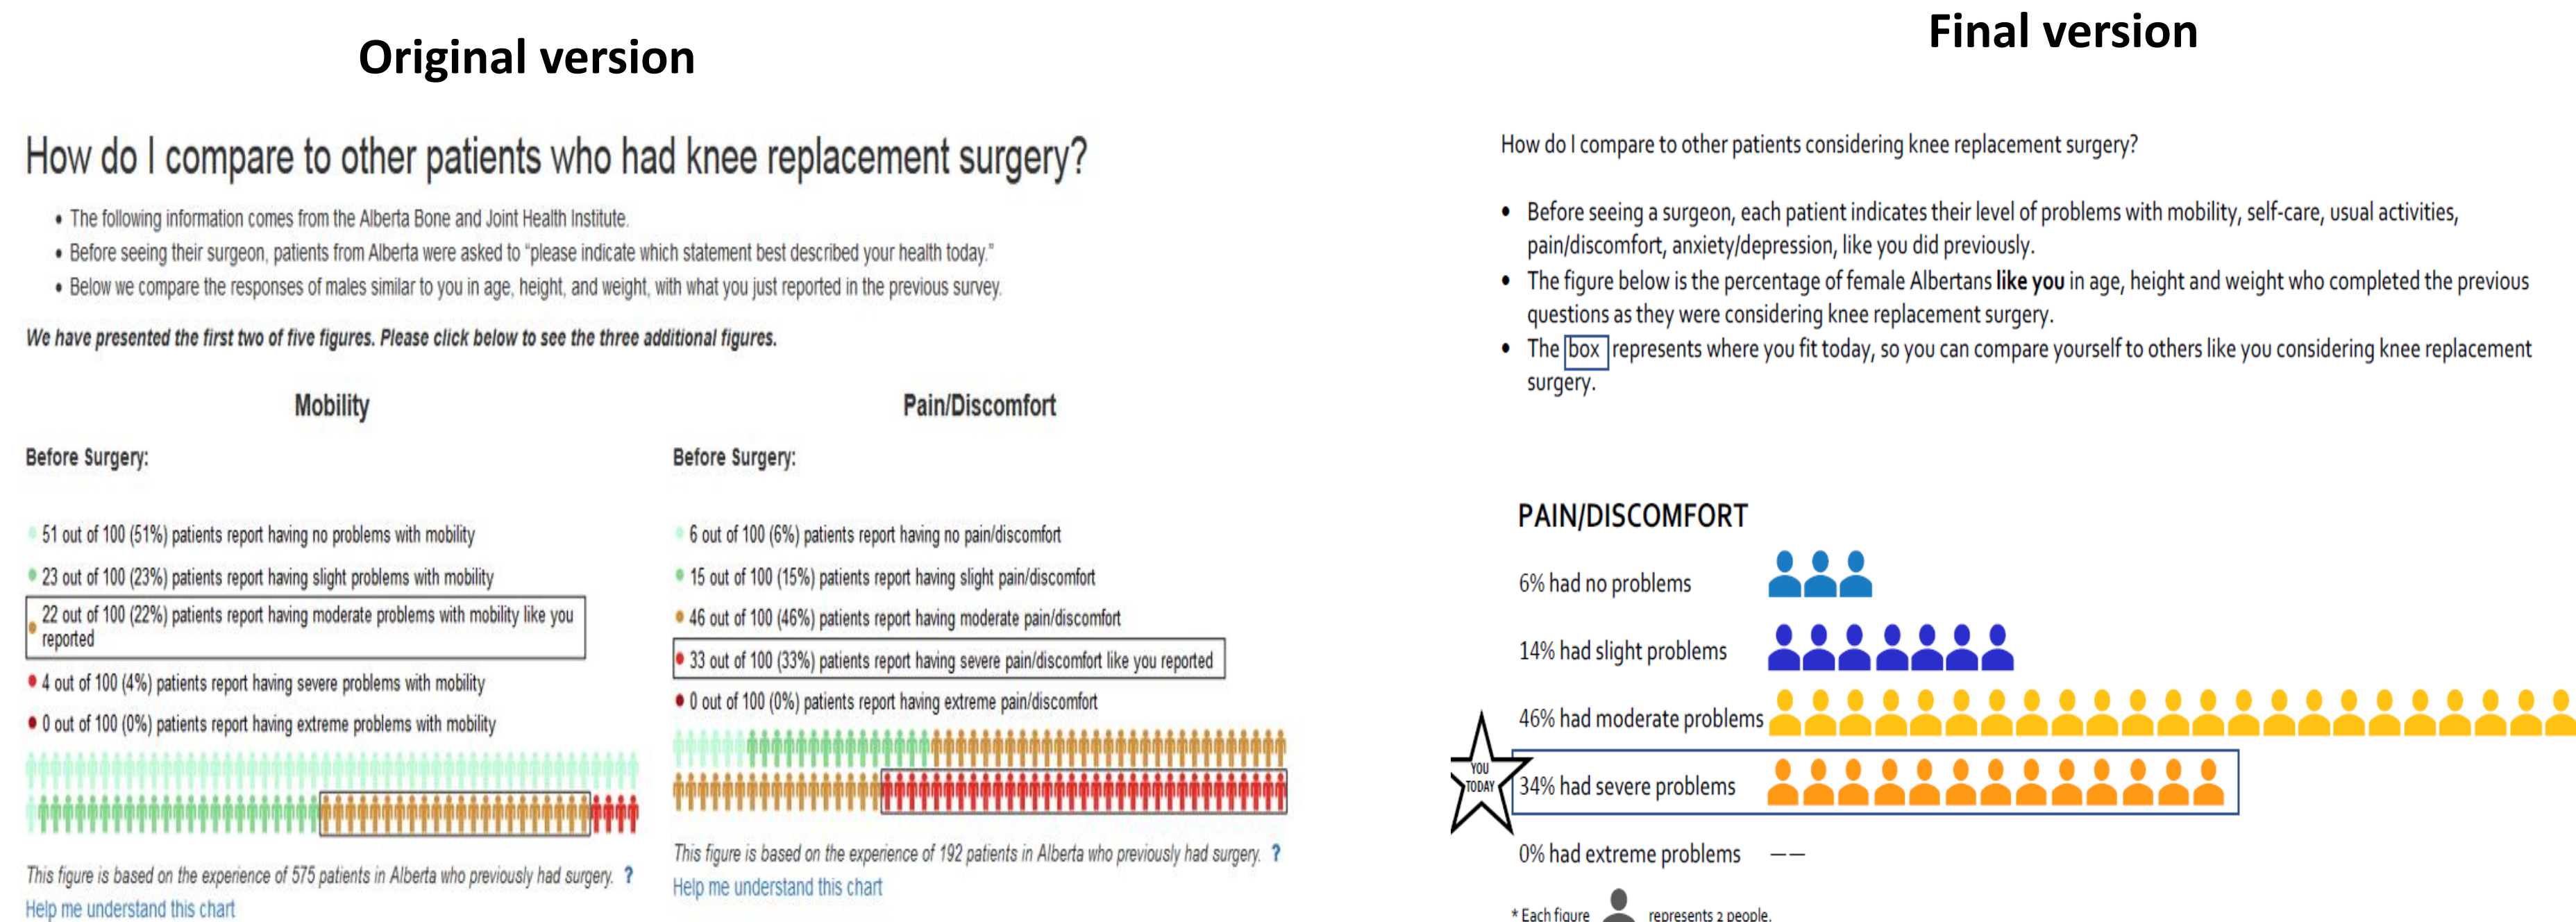 Original version
How do I compare to other patients who had knee replacement surgery?
• The following information comes from the Alberta Bone and Joint Health Institute.
• Before seeing their surgeon, patients from Alberta were asked to "please indicate which statement best described your health today."
• Below we compare the responses of males similar to you in age, height, and weight, with what you just reported in the previous survey.
We have presented the first two of five figures. Please click below to see the three additional figures.
Mobility
Before Surgery:
51 out of 100 (51%) patients report having no problems with mobility
23 out of 100 (23%) patients report having slight problems with mobility
22 out of 100 (22%) patients report having moderate problems with mobility like you
reported
4 out of 100 (4%) patients report having severe problems with mobility
0 out of 100 (0%) patients report having extreme problems with mobility
This figure is based on the experience of 575 patients in Alberta who previously had surgery. ?
Help me understand this chart
Pain/Discomfort
Before Surgery:
6 out of 100 (6%) patients report having no pain/discomfort
15 out of 100 (15%) patients report having slight pain/discomfort
46 out of 100 (46%) patients report having moderate pain/discomfort
33 out of 100 (33%) patients report having severe pain/discomfort like you reported
0 out of 100 (0%) patients report having extreme pain/discomfort
This figure is based on the experience of 192 patients in Alberta who previously had surgery. ?
Help me understand this chart
Final version
How do I compare to other patients considering knee replacement surgery?
• Before seeing a surgeon, each patient indicates their level of problems with mobility, self-care, usual activities,
pain/discomfort, anxiety/depression, like you did previously.
• The figure below is the percentage of female Albertans like you in age, height and weight who completed the previous
questions as they were considering knee replacement surgery.
• The box represents where you fit today, so you can compare yourself to others like you considering knee replacement
surgery.
PAIN/DISCOMFORT
6% had no problems
14% had slight problems
46% had moderate problems
YOU
TODAY
34% had severe problems
0% had extreme problems ——
* Each figure represents 2 people.